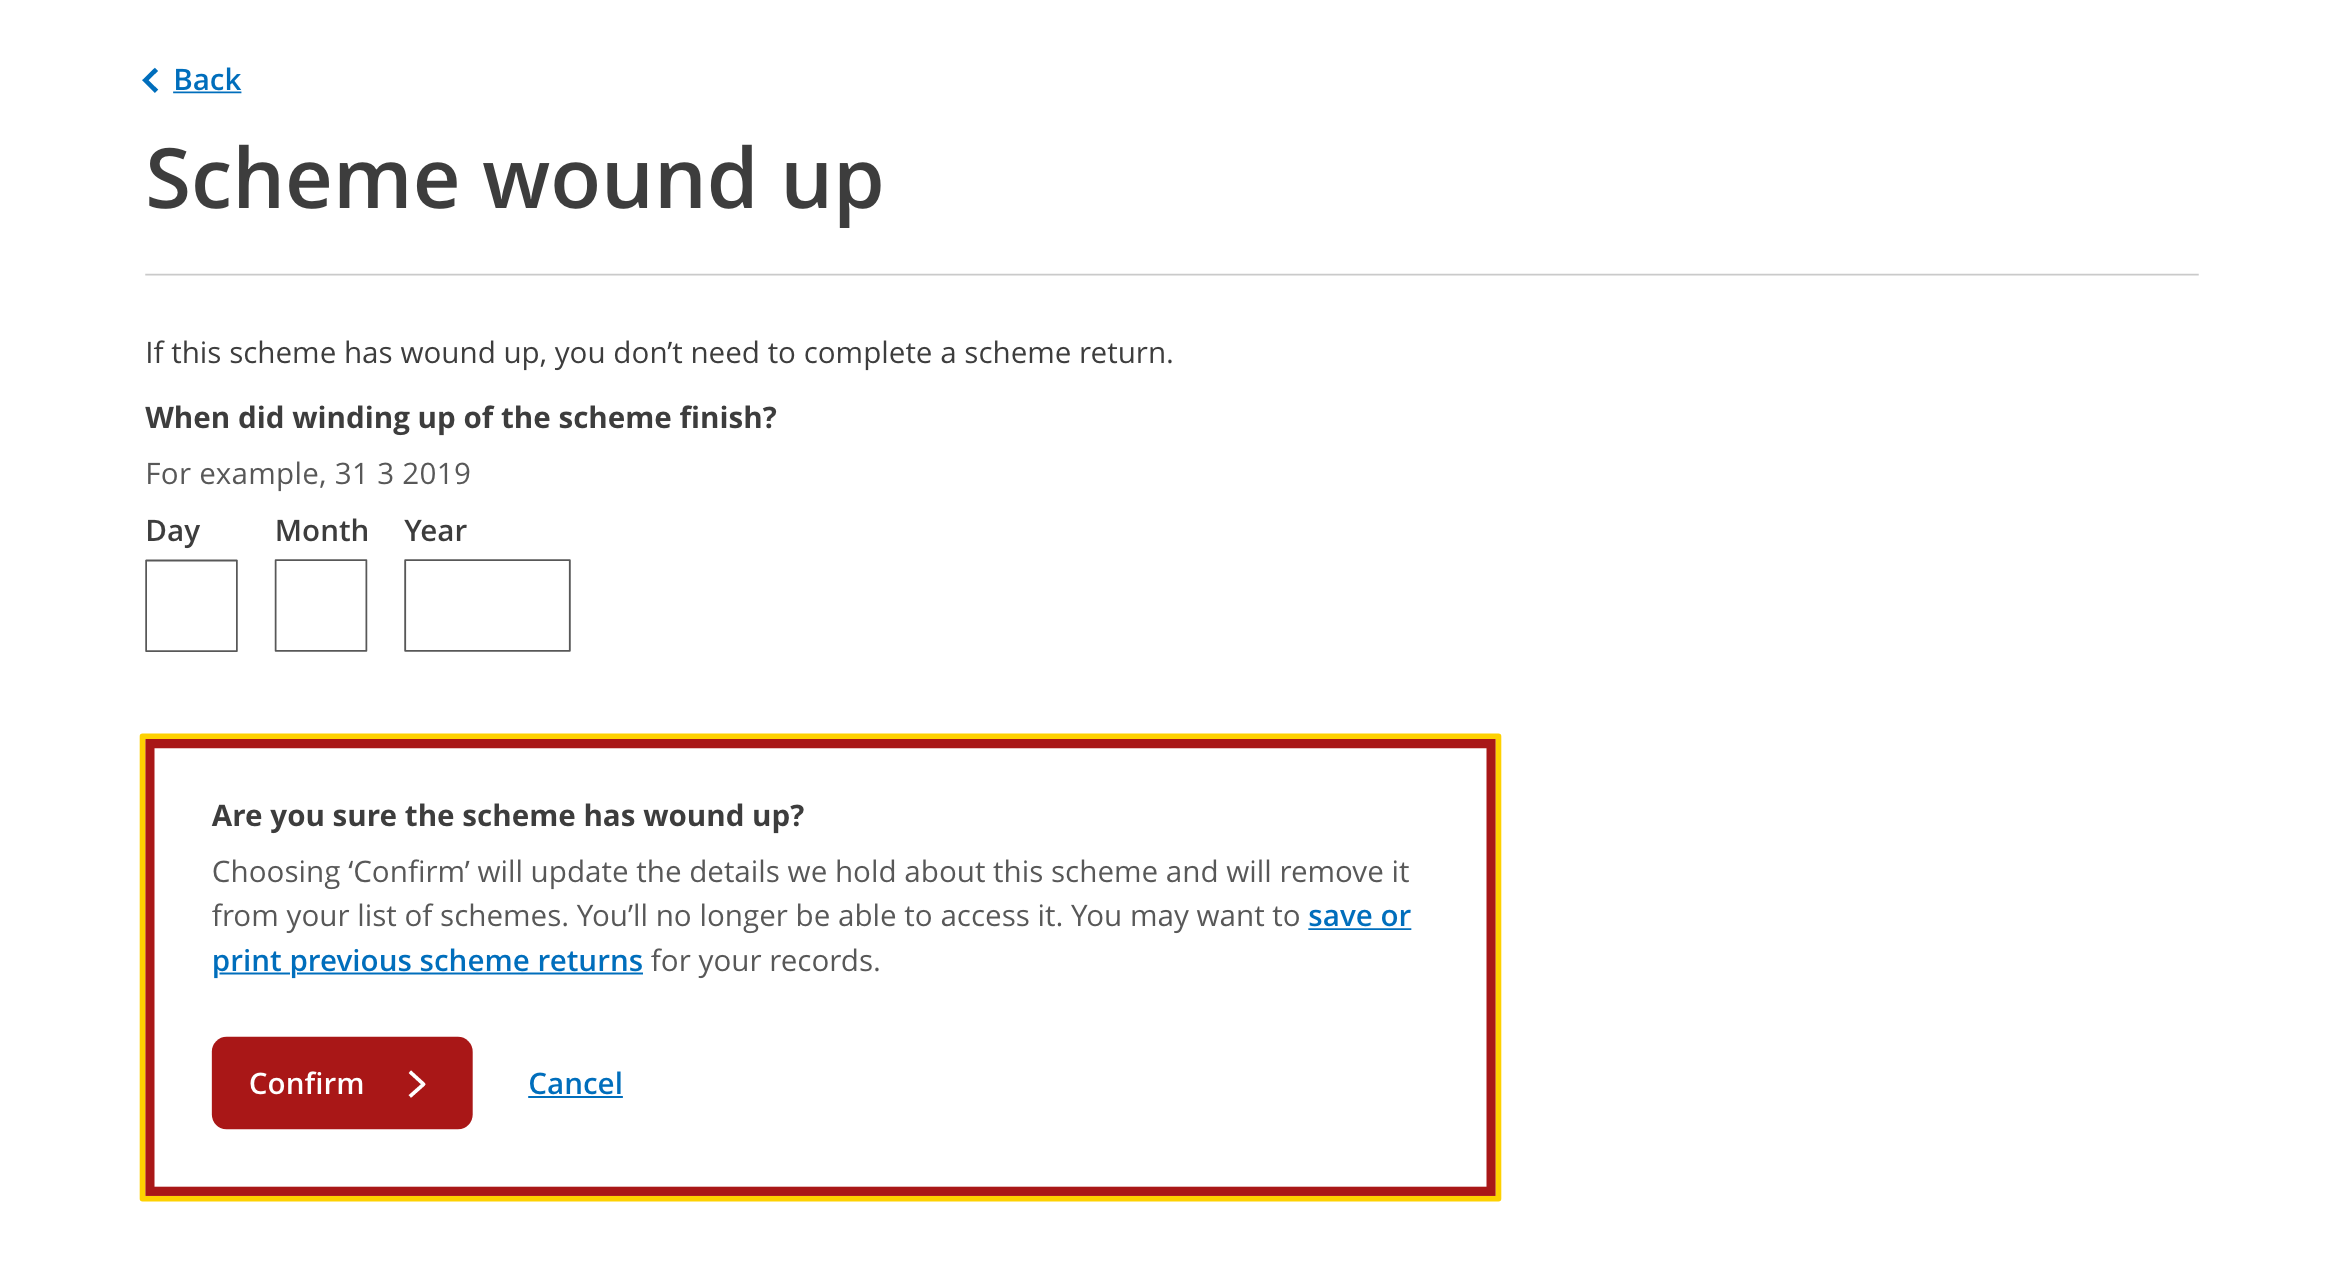 Back
Scheme wound up
If this scheme has wound up, you don’t need to complete a scheme return.
When did winding up of the scheme finish?
For example, 31 3 2019
Day Month Year
Are you sure the scheme has wound up?
Choosing ‘Confirm’ will update the details we hold about this scheme and will remove it
from your list of schemes. You’ll no longer be able to access it. You may want to save or
print previous scheme returns for your records.
Confirm Cancel